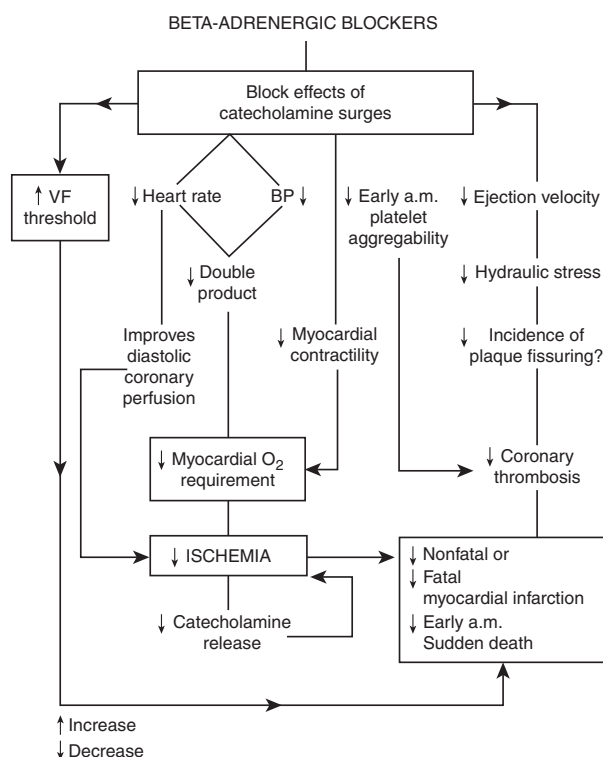 BETA-ADRENERGIC BLOCKERS
Block effects of
catecholamine surges
↑ VF
threshold
↓ Heart rate
BP ↓
↓ Early a.m.
platelet
aggregability
↓ Ejection velocity
↓ Double
product
↓ Hydraulic stress
Improves
diastolic
coronary
perfusion
↓ Myocardial
contractility
↓ Incidence of
plaque fissuring?
↓ Myocardial O₂
requirement
↓ Coronary
thrombosis
↓ ISCHEMIA
↓ Catecholamine
release
↓ Nonfatal or
↓ Fatal
myocardial infarction
↓ Early a.m.
Sudden death
↑ Increase
↓ Decrease